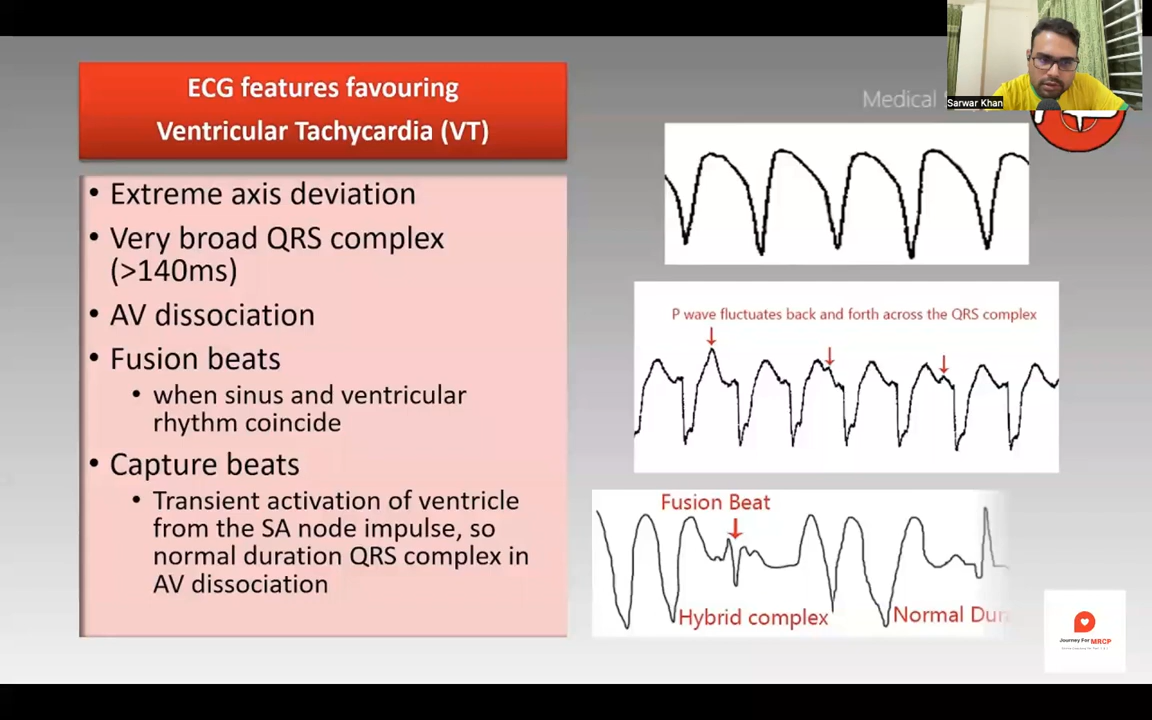 ECG features favouring
Ventricular Tachycardia (VT)
• Extreme axis deviation
• Very broad QRS complex
(>140ms)
• AV dissociation
• Fusion beats
• when sinus and ventricular
rhythm coincide
• Capture beats
• Transient activation of ventricle
from the SA node impulse, so
normal duration QRS complex in
AV dissociation
Medical
Sarwar Khan
P wave fluctuates back and forth across the QRS complex
Fusion Beat
Hybrid complex
Normal Dur
Journey For MRCP